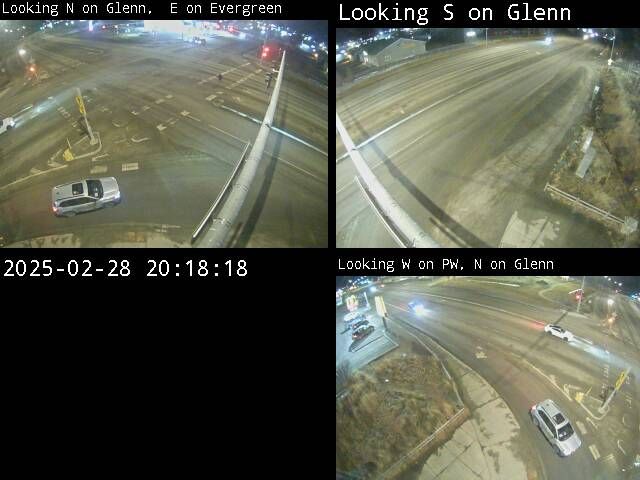 Looking N on Glenn,  E on Evergreen
Looking S on Glenn
2025-02-28 20:18:18
Looking W on PW, N on Glenn